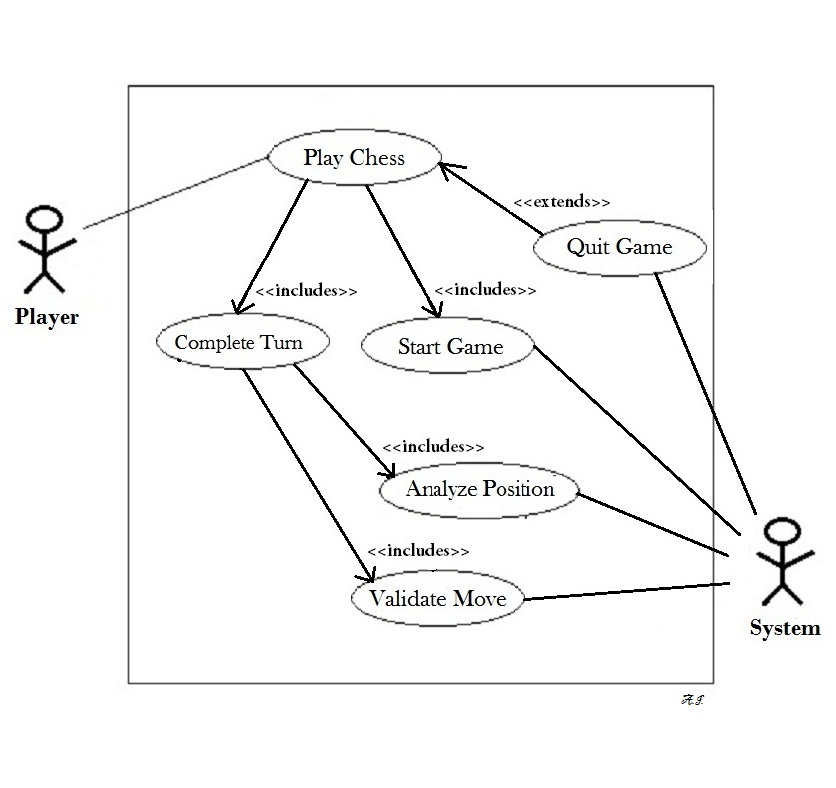 Play Chess
<<extends>>
Quit Game
Player
<<includes>>
<<includes>>
Complete Turn
Start Game
<<includes>>
Analyze Position
<<includes>>
Validate Move
System